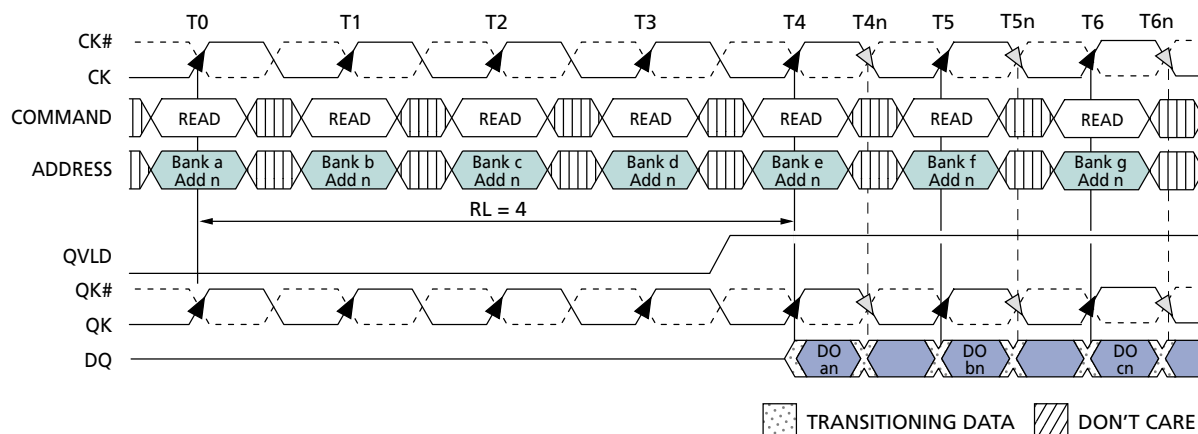 T0 T1 T2 T3 T4 T4n T5 T5n T6 T6n
CK#
CK
COMMAND READ READ READ READ READ READ READ
ADDRESS Bank a Add n Bank b Add n Bank c Add n Bank d Add n Bank e Add n Bank f Add n Bank g Add n
RL = 4
QVLD
QK#
QK
DQ DO an DO bn DO cn
TRANSITIONING DATA DON'T CARE